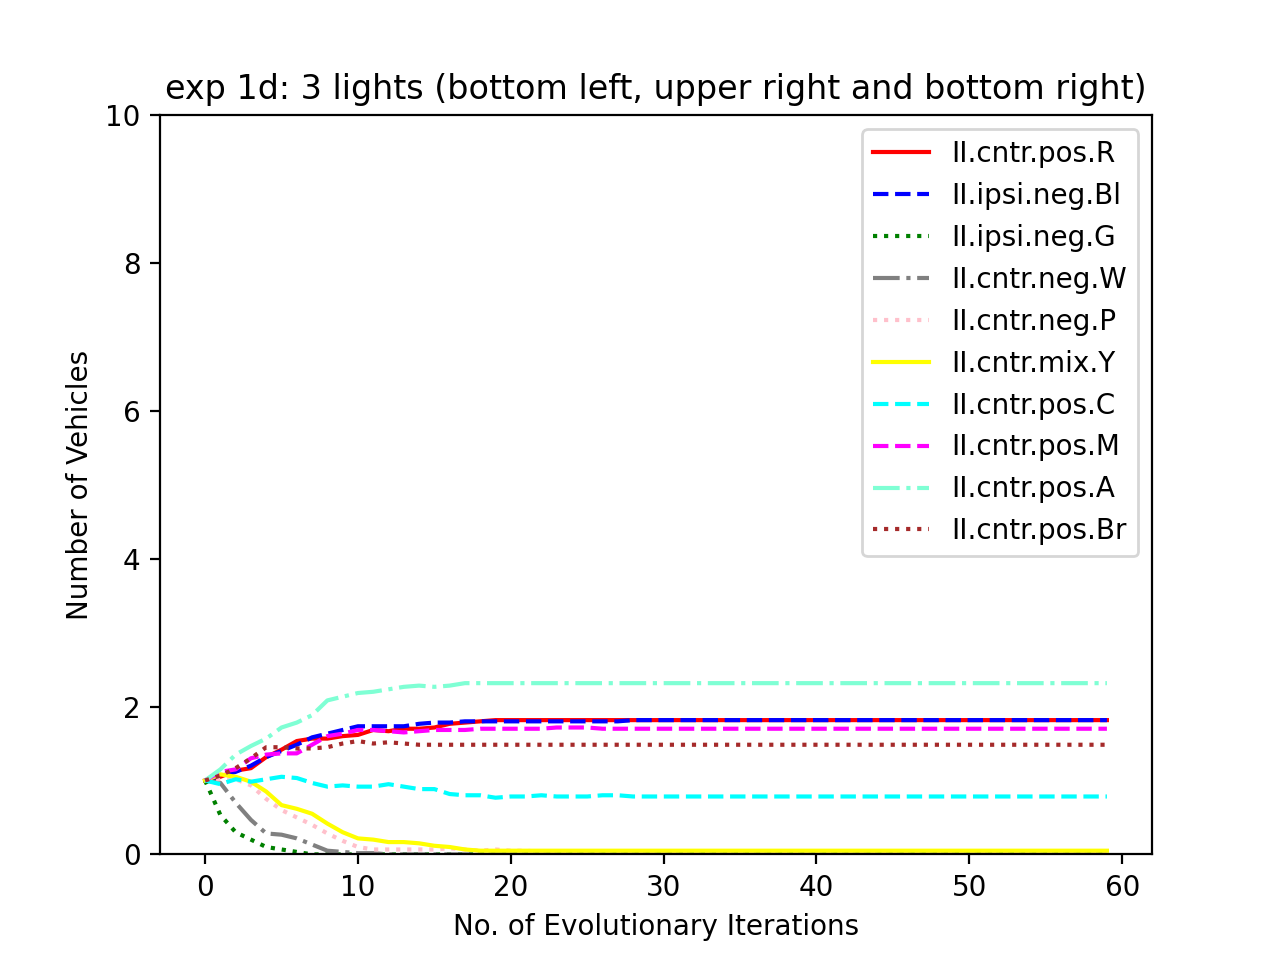 exp 1d: 3 lights (bottom left, upper right and bottom right)
10
8
6
4
2
0
Number of Vehicles
II.cntr.pos.R
II.ipsi.neg.Bl
II.ipsi.neg.G
II.cntr.neg.W
II.cntr.neg.P
II.cntr.mix.Y
II.cntr.pos.C
II.cntr.pos.M
II.cntr.pos.A
II.cntr.pos.Br
0 10 20 30 40 50 60
No. of Evolutionary Iterations